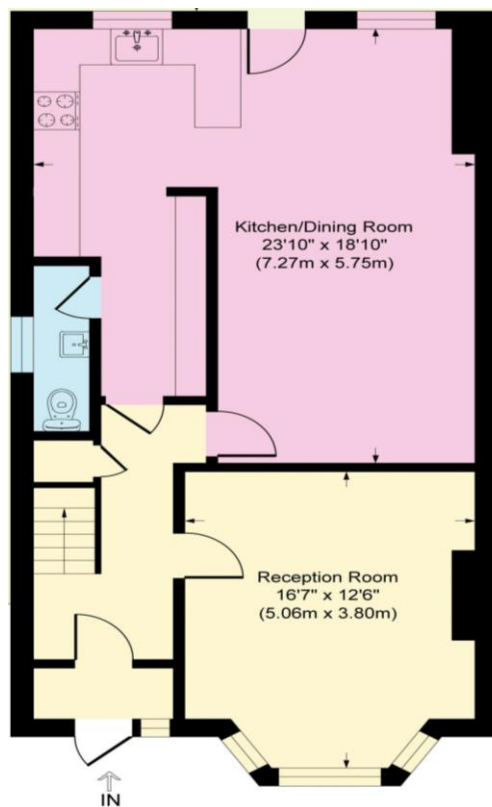 Kitchen/Dining Room
23'10" x 18'10"
(7.27m x 5.75m)
Reception Room
16'7" x 12'6"
(5.06m x 3.80m)
IN